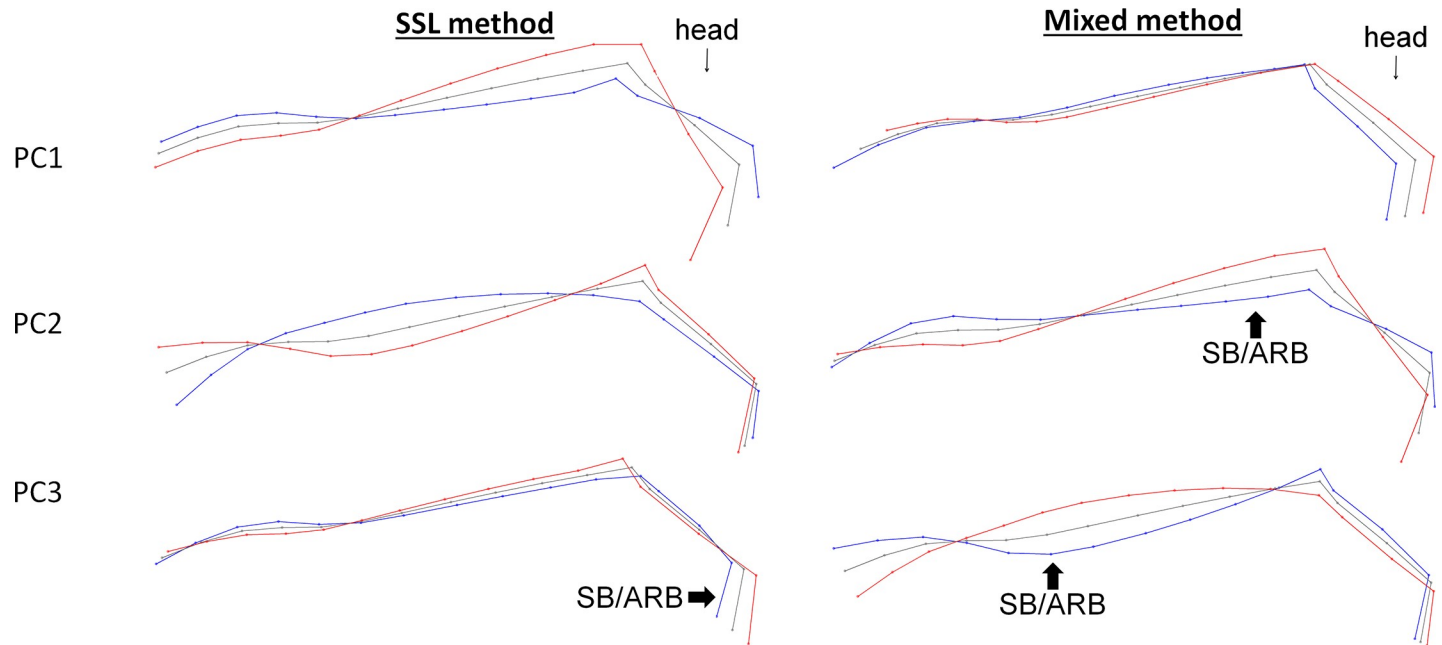 SSL method
Mixed method
head
head
PC1
PC2
SB/ARB
PC3
SB/ARB
SB/ARB